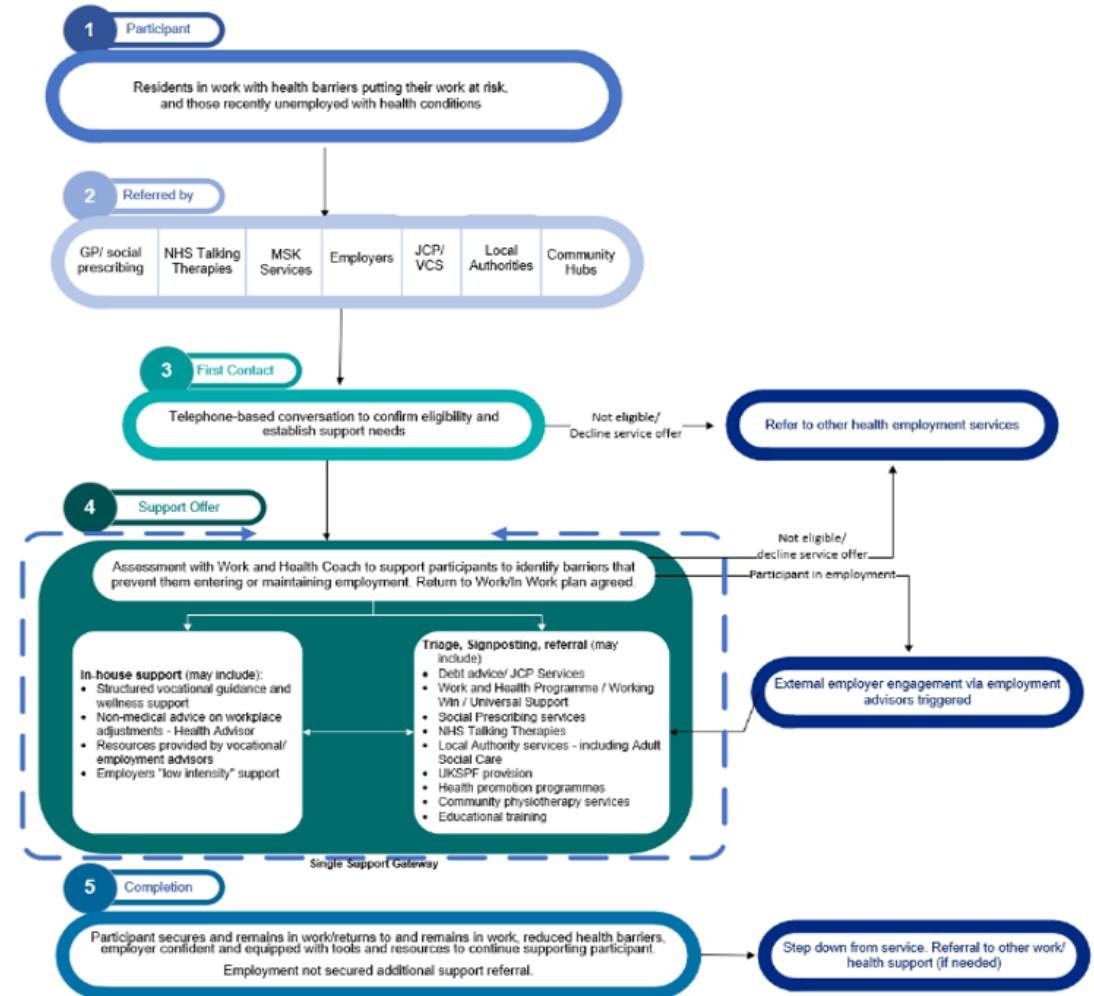 1
Participant
Residents in work with health barriers putting their work at risk,
and those recently unemployed with health conditions
2
Referred by
GP/ social
prescribing
NHS Talking
Therapies
MSK
Services
Employers
JCP/
VCS
Local
Authorities
Community
Hubs
3
First Contact
Telephone-based conversation to confirm eligibility and
establish support needs
Not eligible/
Decline service offer
Refer to other health employment services
4
Support Offer
Assessment with Work and Health Coach to support participants to identify barriers that
prevent them entering or maintaining employment. Return to Work/In Work plan agreed.
Not eligible/
decline service offer
Participant in employment
In-house support (may include):
• Structured vocational guidance and
wellness support
• Non-medical advice on workplace
adjustments - Health Advisor
• Resources provided by vocational/
employment advisors
• Employers "low intensity" support
Triage, Signposting, referral (may
include)
• Debt advice/ JCP Services
• Work and Health Programme / Working
Win / Universal Support
• Social Prescribing services
• NHS Talking Therapies
• Local Authority services - including Adult
Social Care
• UKSPF provision
• Health promotion programmes
• Community physiotherapy services
• Educational training
External employer engagement via employment
advisors triggered
Single Support Gateway
5
Completion
Participant secures and remains in work/returns to and remains in work, reduced health barriers,
employer confident and equipped with tools and resources to continue supporting participant.
Employment not secured additional support referral.
Step down from service. Referral to other work/
health support (if needed)